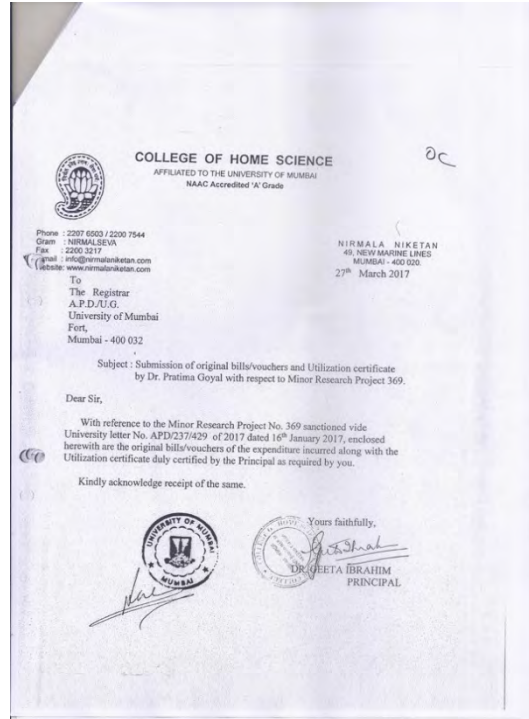 COLLEGE OF HOME SCIENCE
AFFILIATED TO THE UNIVERSITY OF MUMBAI
NAAC Accredited 'A' Grade
OC
Phone : 2207 6503 / 2200 7544
Gram : NIRMALSEVA
Fax : 2200 3217
email : info@nirmalaniketan.com
website: www.nirmalaniketan.com
NIRMALA NIKETAN
49, NEW MARINE LINES
MUMBAI - 400 020.
27th March 2017
To
The Registrar
A.P.D./U.G.
University of Mumbai
Fort,
Mumbai - 400 032
Subject : Submission of original bills/vouchers and Utilization certificate
by Dr. Pratima Goyal with respect to Minor Research Project 369.
Dear Sir,
With reference to the Minor Research Project No. 369 sanctioned vide
University letter No. APD/237/429 of 2017 dated 16th January 2017, enclosed
herewith are the original bills/vouchers of the expenditure incurred along with the
Utilization certificate duly certified by the Principal as required by you.
Kindly acknowledge receipt of the same.
UNIVERSITY OF MUMBAI
MUMBAI
Yours faithfully,
DR. GEETA IBRAHIM
PRINCIPAL